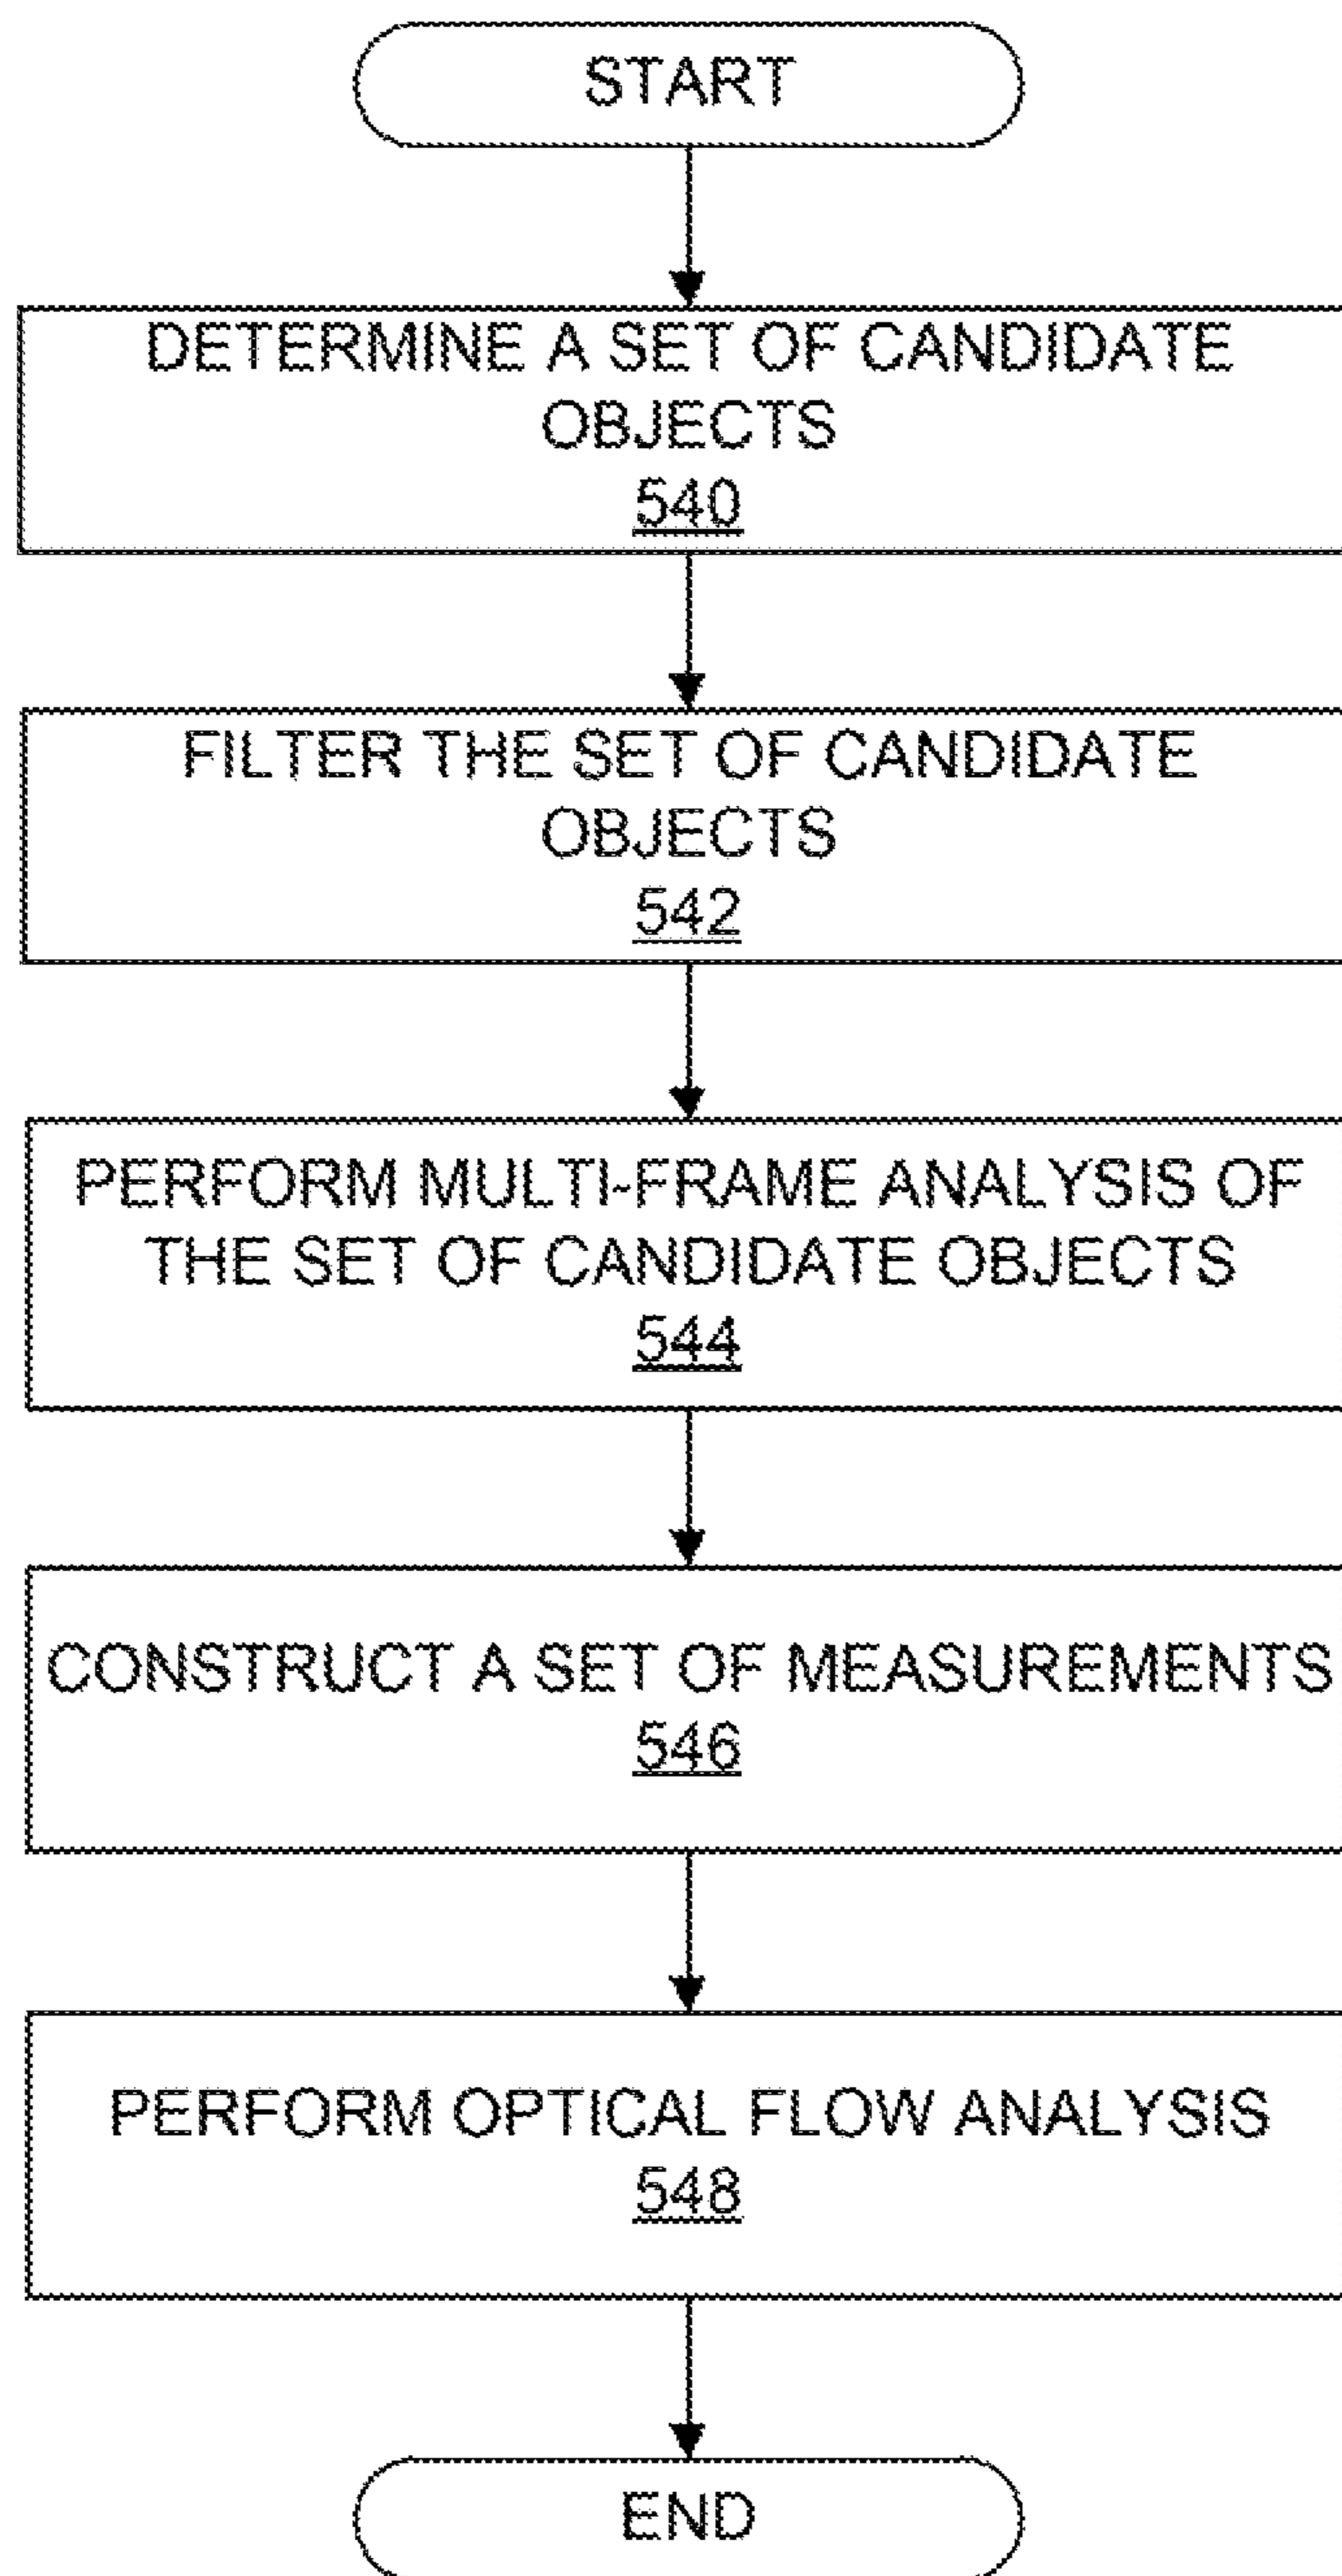 START
DETERMINE A SET OF CANDIDATE
OBJECTS
540
FILTER THE SET OF CANDIDATE
OBJECTS
542
PERFORM MULTI-FRAME ANALYSIS OF
THE SET OF CANDIDATE OBJECTS
544
CONSTRUCT A SET OF MEASUREMENTS
546
PERFORM OPTICAL FLOW ANALYSIS
548
END